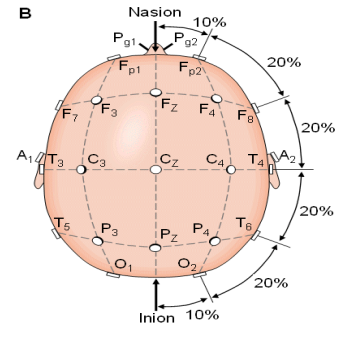 B
Nasion
10%
Pg1 Pg2
Fp1 Fp2
20%
F7 F3 FZ F4 F8
20%
A1 T3 C3 CZ C4 T4 A2
20%
T5 P3 PZ P4 T6
20%
O1 O2
Inion 10%